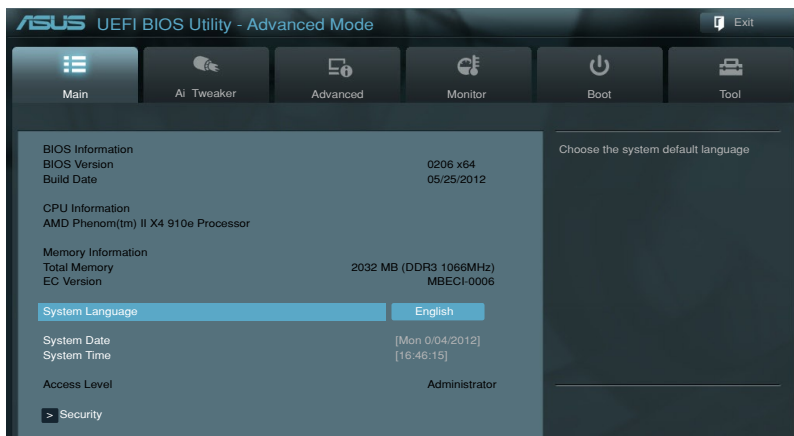 ASUS UEFI BIOS Utility - Advanced Mode
Exit
Main Ai Tweaker Advanced Monitor Boot Tool
BIOS Information
BIOS Version 0206 x64
Build Date 05/25/2012
CPU Information
AMD Phenom(tm) II X4 910e Processor
Memory Information
Total Memory 2032 MB (DDR3 1066MHz)
EC Version MBECI-0006
System Language English
System Date [Mon 0/04/2012]
System Time [16:46:15]
Access Level Administrator
> Security
Choose the system default language